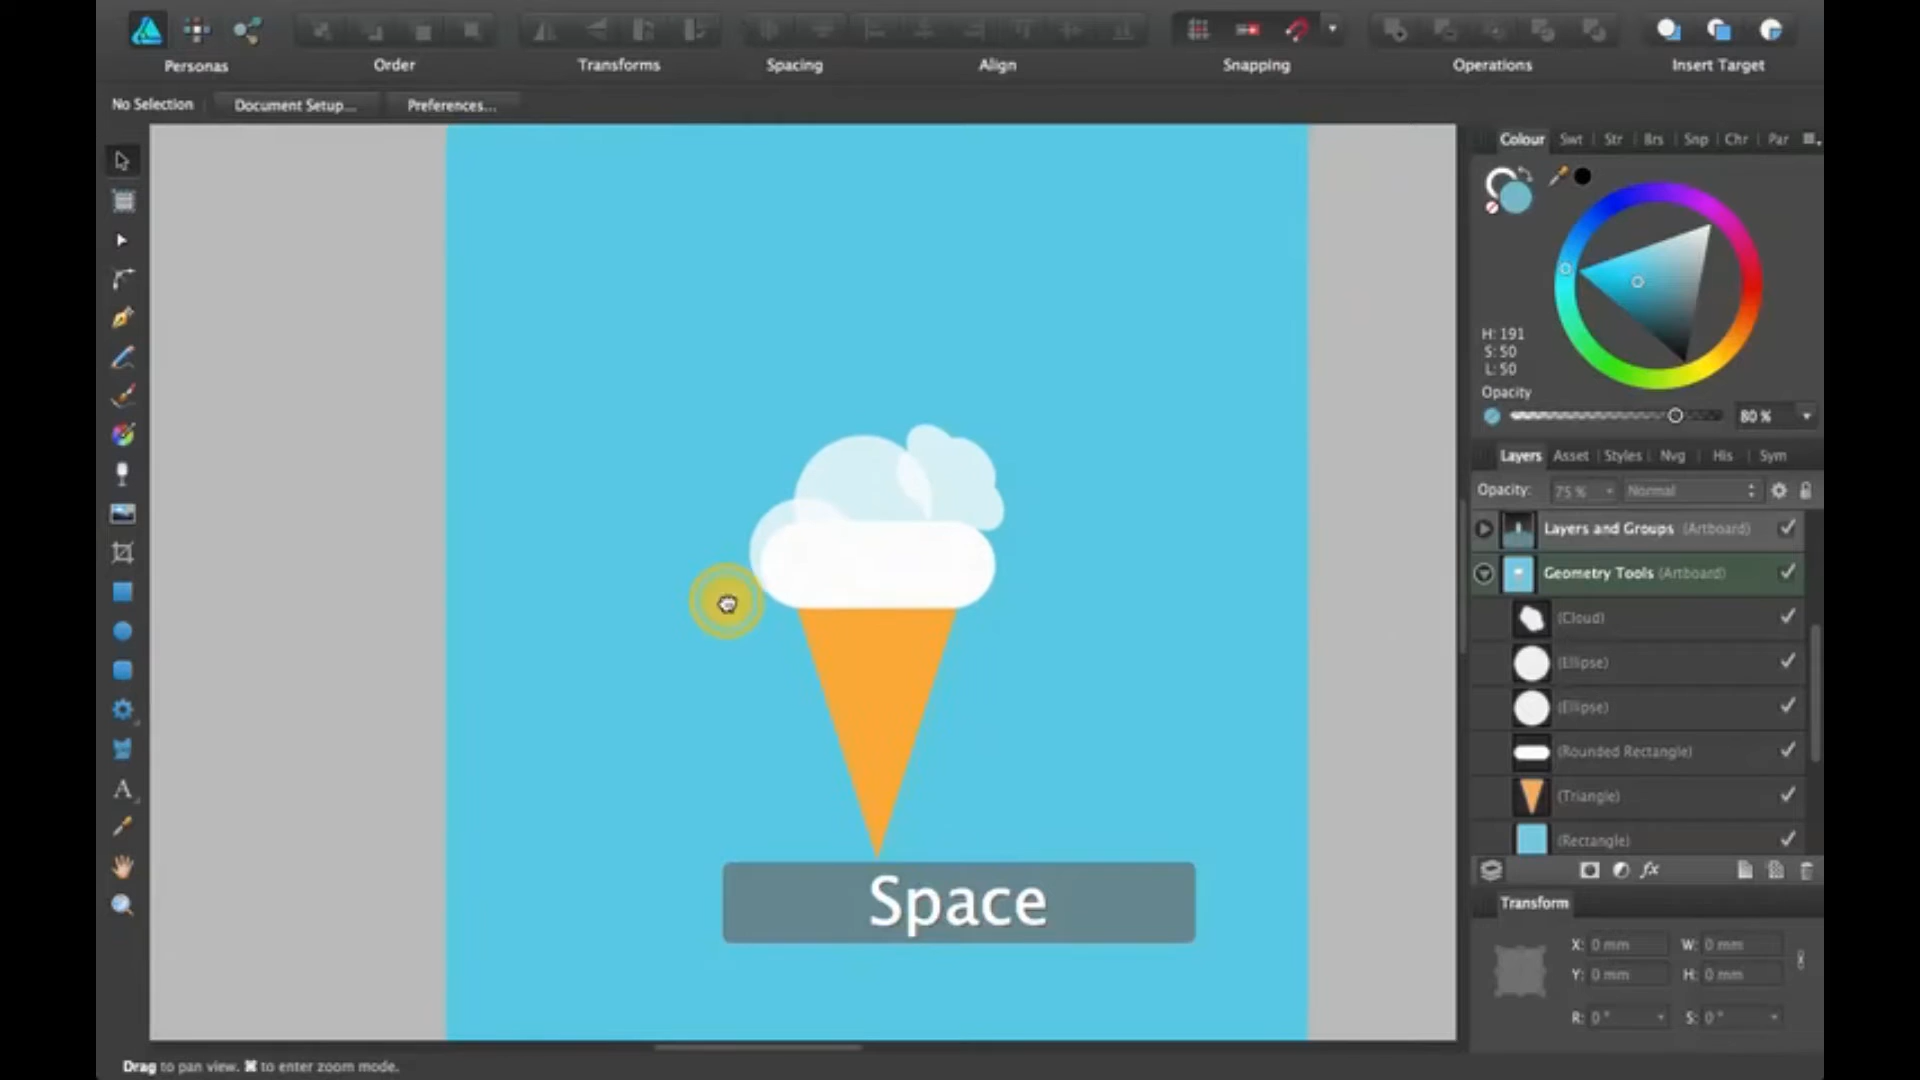 Personas
Order
Transforms
Spacing
Align
Snapping
Operations
Insert Target
No Selection
Document Setup...
Preferences...
Colour
Swt
Str
Brs
Snp
Chr
Par
H: 191
S: 50
L: 50
Opacity
80 %
Layers
Asset
Styles
Nvg
His
Sym
Opacity:
75 %
Normal
Layers and Groups (Artboard)
Geometry Tools (Artboard)
(Cloud)
(Ellipse)
(Ellipse)
(Rounded Rectangle)
(Triangle)
(Rectangle)
fx
Transform
X: 0 mm
W: 0 mm
Y: 0 mm
H: 0 mm
R: 0 °
S: 0 °
A
Space
Drag to pan view. ⌘ to enter zoom mode.